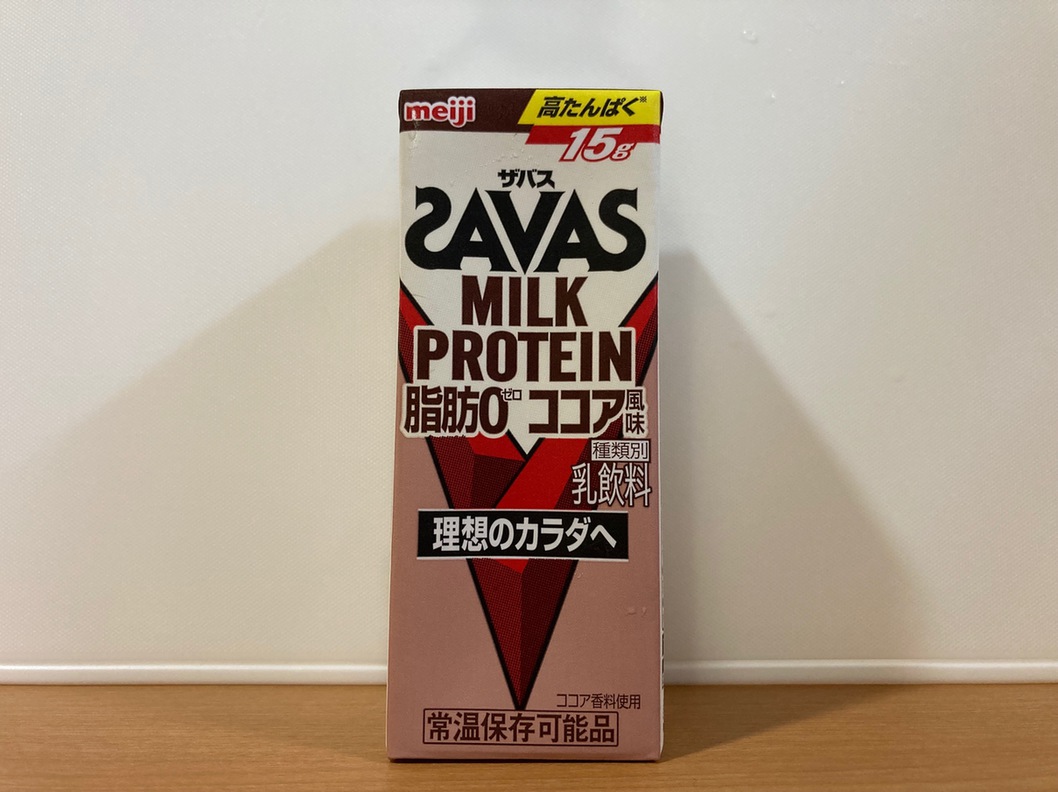 meiji
高たんぱく※
15g
ザバス
SAVAS
MILK
PROTEIN
脂肪0ゼロ ココア風味
種類別
乳飲料
理想のカラダへ
ココア香料使用
常温保存可能品